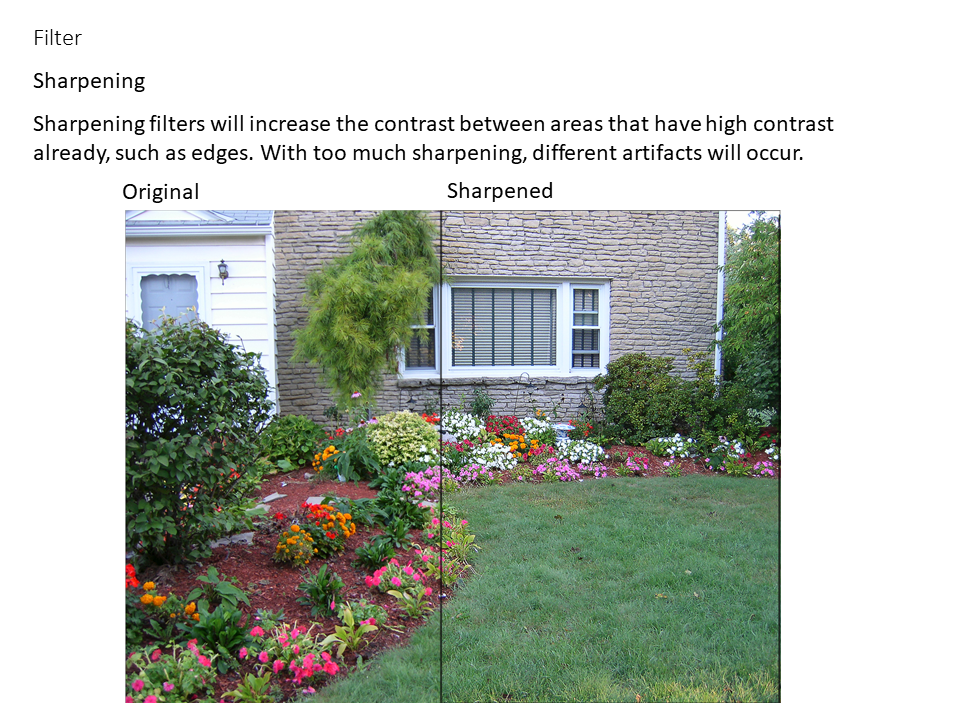 Filter
Sharpening
Sharpening filters will increase the contrast between areas that have high contrast
already, such as edges. With too much sharpening, different artifacts will occur.
Original Sharpened